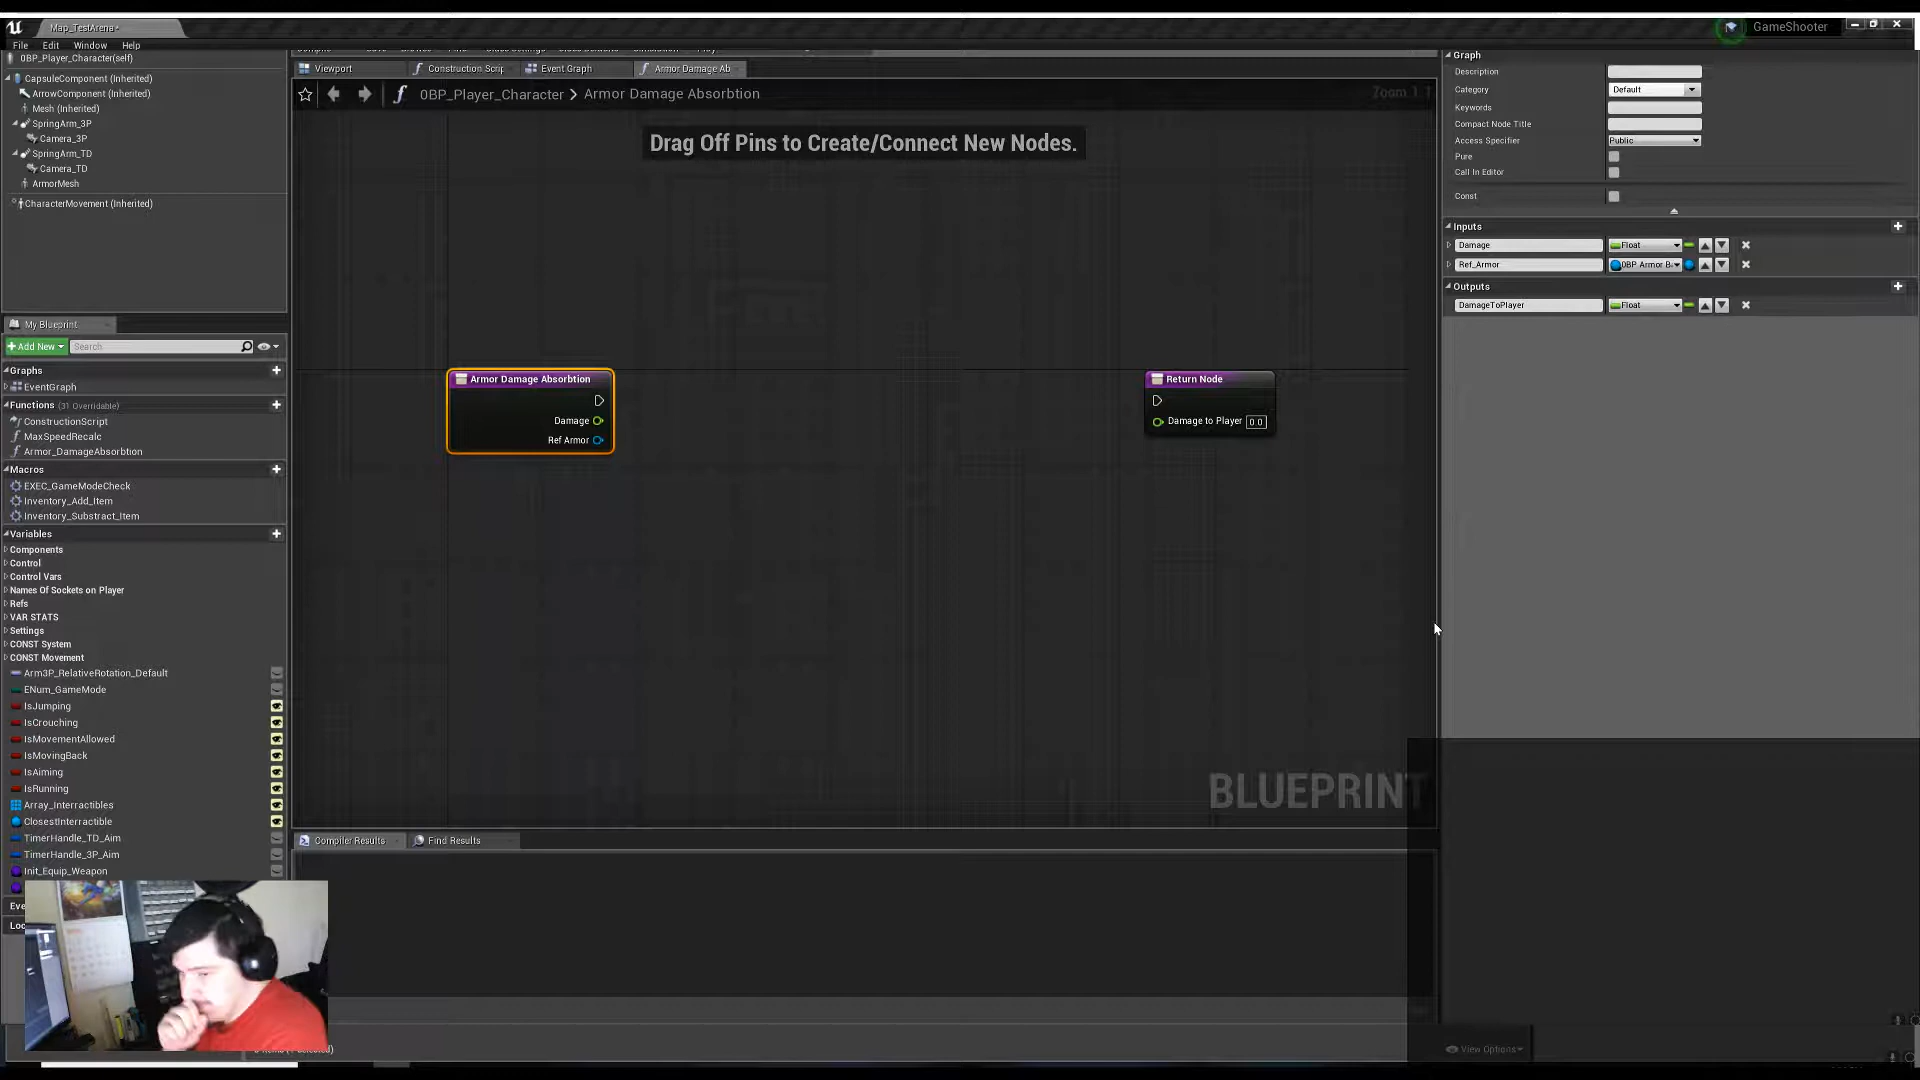 Map_TestArena*
GameShooter
File Edit Window Help
0BP_Player_Character(self)
CapsuleComponent (Inherited)
ArrowComponent (Inherited)
Mesh (Inherited)
SpringArm_3P
Camera_3P
SpringArm_TD
Camera_TD
ArmorMesh
CharacterMovement (Inherited)
My Blueprint
Add New
Search
Graphs
EventGraph
Functions (31 Overridable)
ConstructionScript
MaxSpeedRecalc
Armor_DamageAbsorbtion
Macros
EXEC_GameModeCheck
Inventory_Add_Item
Inventory_Substract_Item
Variables
Components
Control
Control Vars
Names Of Sockets on Player
Refs
VAR STATS
Settings
CONST System
CONST Movement
Arm3P_RelativeRotation_Default
ENum_GameMode
IsJumping
IsCrouching
IsMovementAllowed
IsMovingBack
IsAiming
IsRunning
Array_Interractibles
ClosestInterractible
TimerHandle_TD_Aim
TimerHandle_3P_Aim
Init_Equip_Weapon
Eve
Loc
Viewport
Construction Scrip
Event Graph
Armor Damage Ab
0BP_Player_Character > Armor Damage Absorbtion
Drag Off Pins to Create/Connect New Nodes.
Armor Damage Absorbtion
Damage
Ref Armor
Return Node
Damage to Player 0.0
BLUEPRINT
Compiler Results
Find Results
View Options
Graph
Description
Category Default
Keywords
Compact Node Title
Access Specifier Public
Pure
Call In Editor
Const
Inputs
Damage Float
Ref_Armor 0BP Armor B
Outputs
DamageToPlayer Float